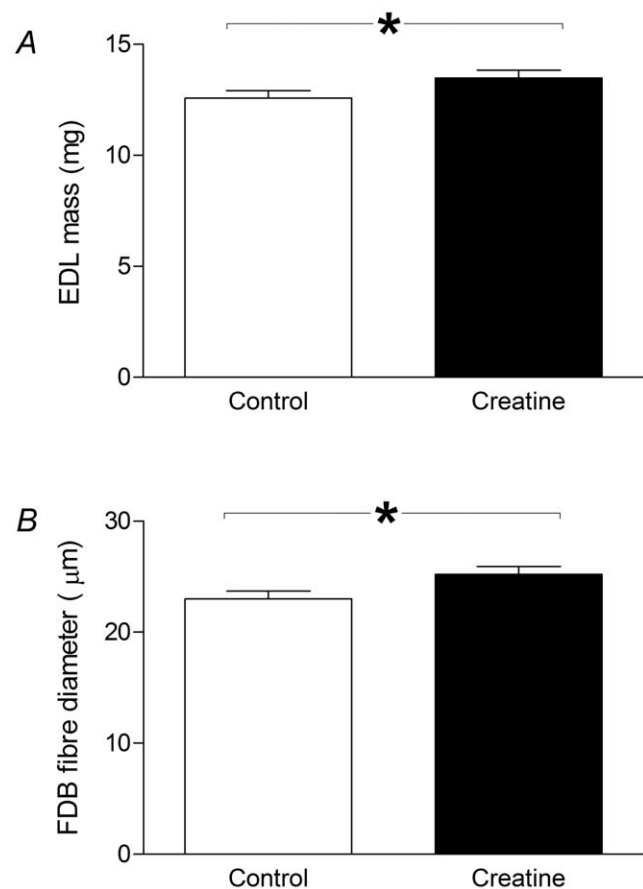 A
*
EDL mass (mg)
15
10
5
0
Control Creatine
B
*
FDB fibre diameter ( μm)
30
20
10
0
Control Creatine